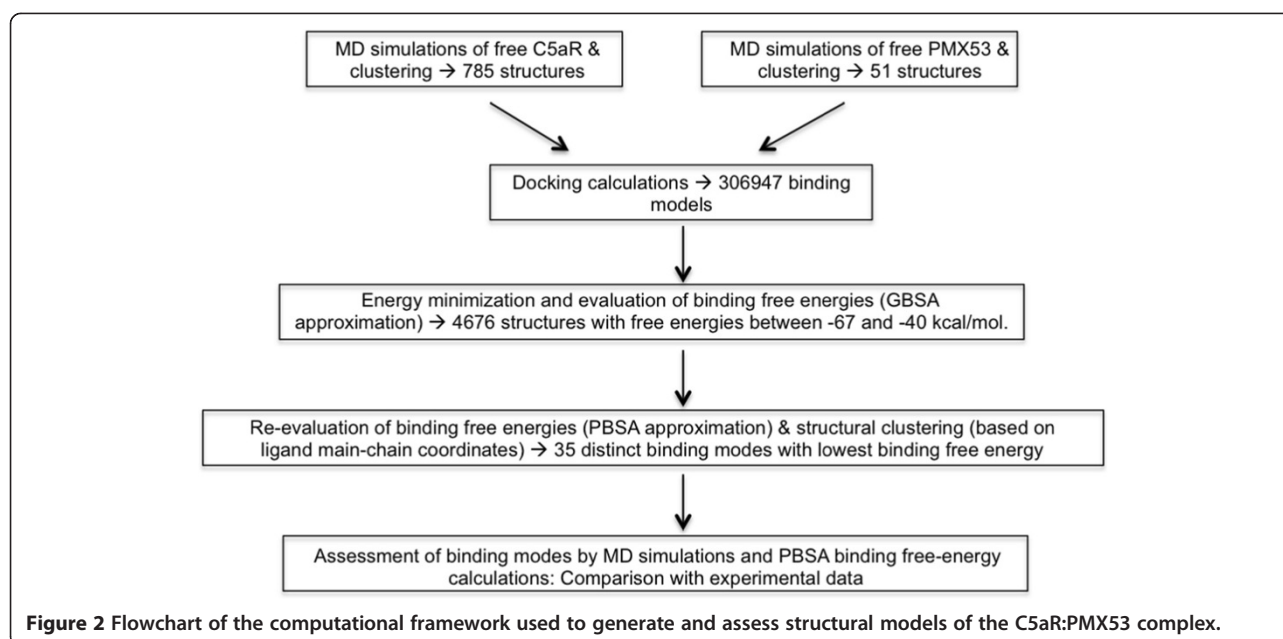 MD simulations of free C5aR &
clustering → 785 structures
MD simulations of free PMX53 &
clustering → 51 structures
Docking calculations → 306947 binding
models
Energy minimization and evaluation of binding free energies (GBSA
approximation) → 4676 structures with free energies between -67 and -40 kcal/mol.
Re-evaluation of binding free energies (PBSA approximation) & structural clustering (based on
ligand main-chain coordinates) → 35 distinct binding modes with lowest binding free energy
Assessment of binding modes by MD simulations and PBSA binding free-energy
calculations: Comparison with experimental data
Figure 2 Flowchart of the computational framework used to generate and assess structural models of the C5aR:PMX53 complex.